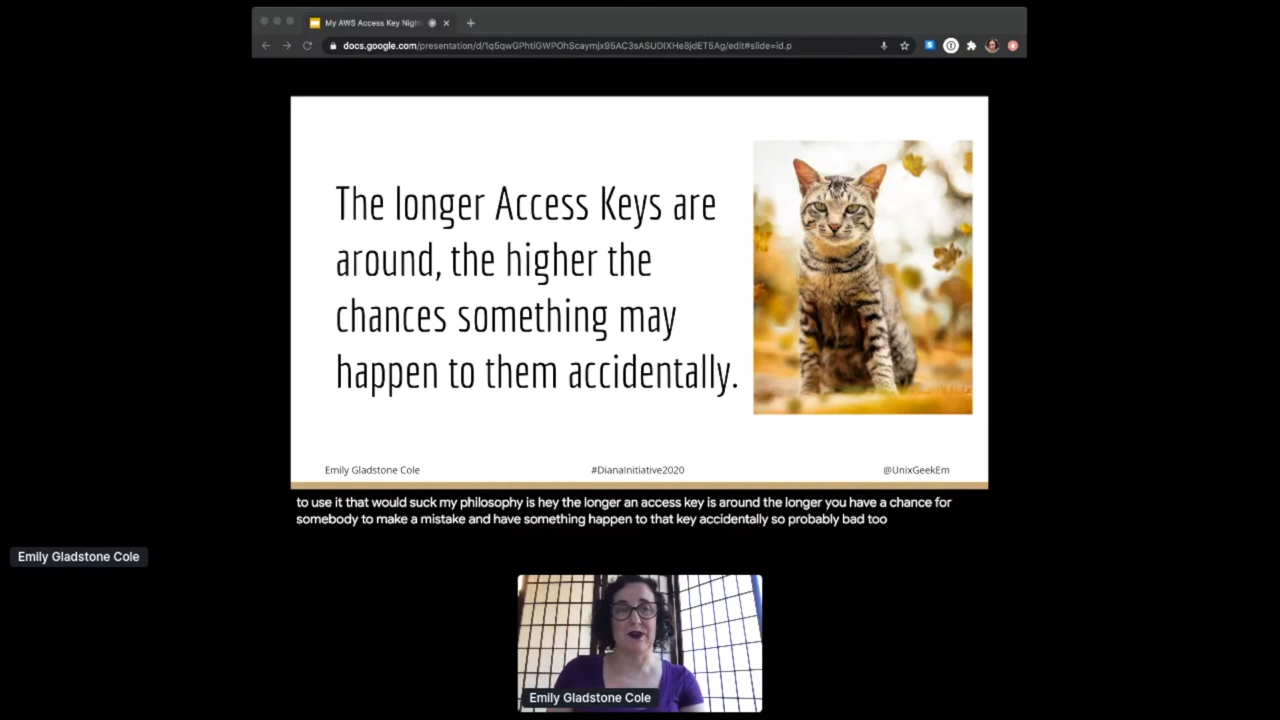 My AWS Access Key Nigh
docs.google.com/presentation/d/1q5qwGPhtiGWPOhScaymjx95AC3sASUDIXHe8jdET5Ag/edit#slide=id.p
The longer Access Keys are
around, the higher the
chances something may
happen to them accidentally.
Emily Gladstone Cole
#DianaInitiative2020
@UnixGeekEm
to use it that would suck my philosophy is hey the longer an access key is around the longer you have a chance for
somebody to make a mistake and have something happen to that key accidentally so probably bad too
Emily Gladstone Cole
Emily Gladstone Cole